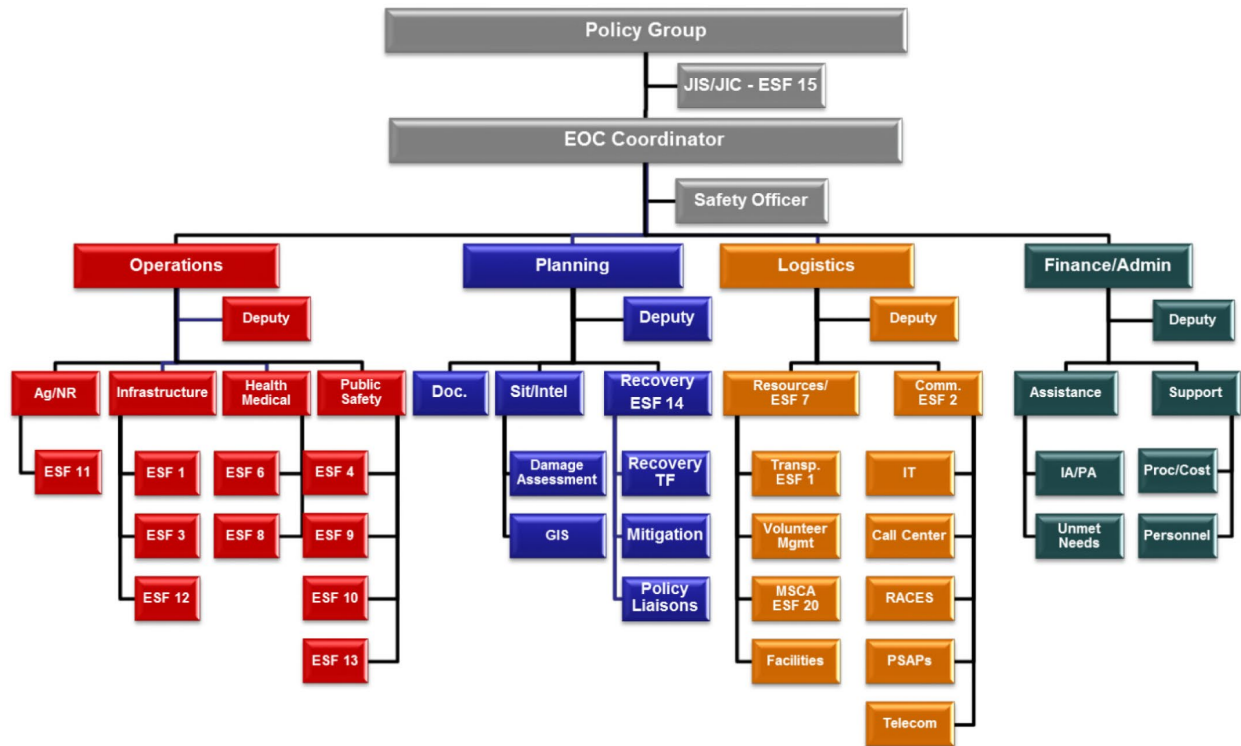 Policy Group
JIS/JIC - ESF 15
EOC Coordinator
Safety Officer
Operations
Planning
Logistics
Finance/Admin
Deputy
Deputy
Deputy
Deputy
Ag/NR
Infrastructure
Health
Medical
Public
Safety
Doc.
Sit/Intel
Recovery
ESF 14
Resources/
ESF 7
Comm.
ESF 2
Assistance
Support
ESF 11
ESF 1
ESF 6
ESF 4
Damage
Assessment
Recovery
TF
Transp.
ESF 1
IT
IA/PA
Proc/Cost
ESF 3
ESF 8
ESF 9
GIS
Mitigation
Volunteer
Mgmt
Call Center
Unmet
Needs
Personnel
ESF 12
ESF 10
Policy
Liaisons
MSCA
ESF 20
RACES
ESF 13
Facilities
PSAPs
Telecom